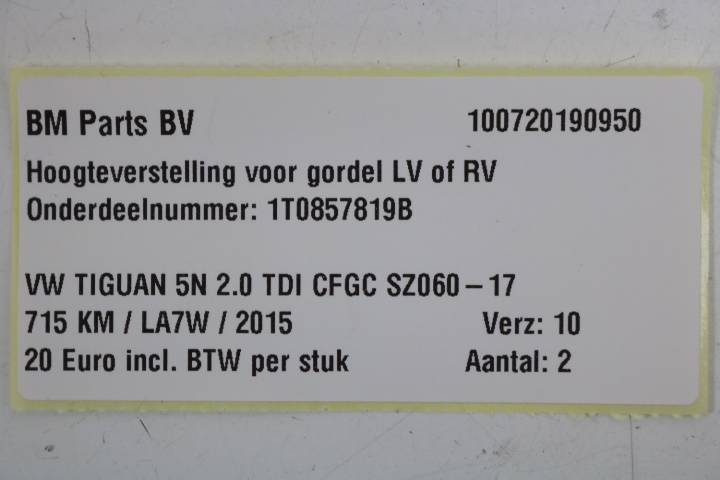 BM Parts BV 100720190950
Hoogteverstelling voor gordel LV of RV
Onderdeelnummer: 1T0857819B
VW TIGUAN 5N 2.0 TDI CFGC SZ060-17
715 KM / LA7W / 2015 Verz: 10
20 Euro incl. BTW per stuk Aantal: 2